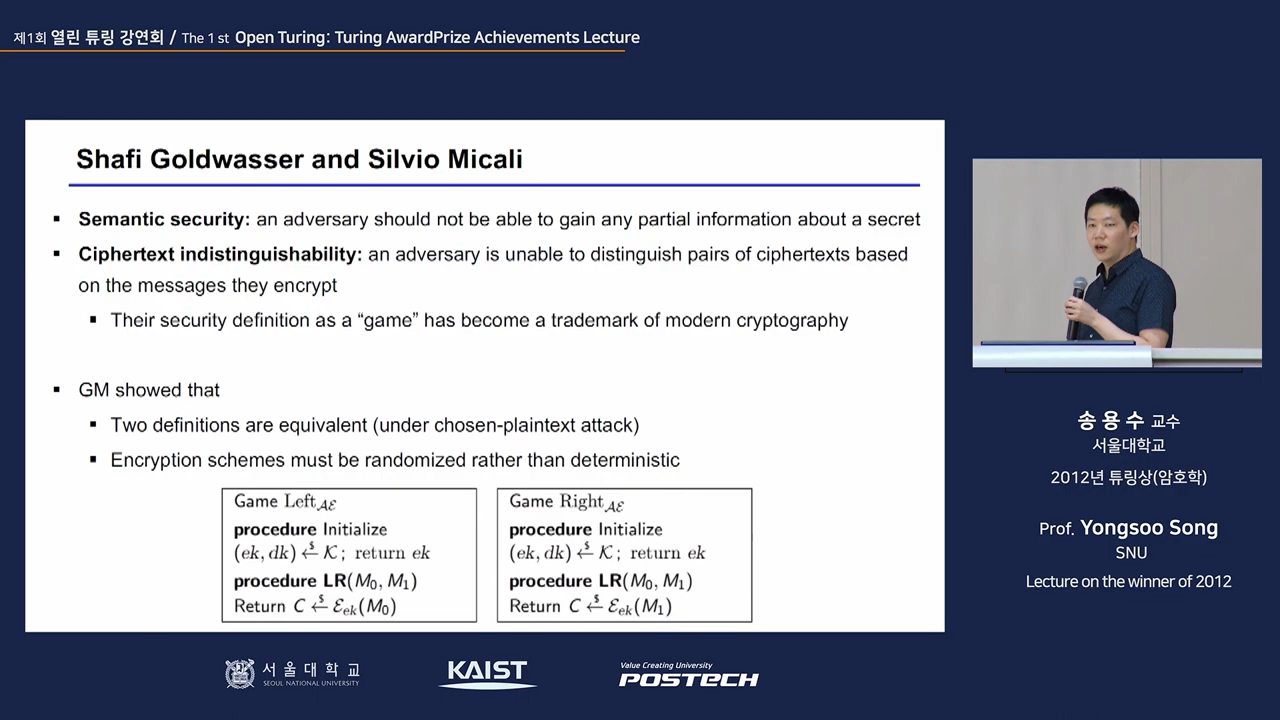 제1회 열린 튜링 강연회 / The 1 st Open Turing: Turing AwardPrize Achievements Lecture
Shafi Goldwasser and Silvio Micali
▪ Semantic security: an adversary should not be able to gain any partial information about a secret
▪ Ciphertext indistinguishability: an adversary is unable to distinguish pairs of ciphertexts based
on the messages they encrypt
▪ Their security definition as a “game” has become a trademark of modern cryptography
▪ GM showed that
▪ Two definitions are equivalent (under chosen-plaintext attack)
▪ Encryption schemes must be randomized rather than deterministic
Game Left_𝒜ℰ
procedure Initialize
(ek, dk) ←$ 𝒦; return ek
procedure LR(M₀, M₁)
Return C ←$ ℰ_ek(M₀)
Game Right_𝒜ℰ
procedure Initialize
(ek, dk) ←$ 𝒦; return ek
procedure LR(M₀, M₁)
Return C ←$ ℰ_ek(M₁)
송 용 수 교수
서울대학교
2012년 튜링상(암호학)
Prof. Yongsoo Song
SNU
Lecture on the winner of 2012
서울대학교
SEOUL NATIONAL UNIVERSITY
KAIST
Value Creating University
POSTECH